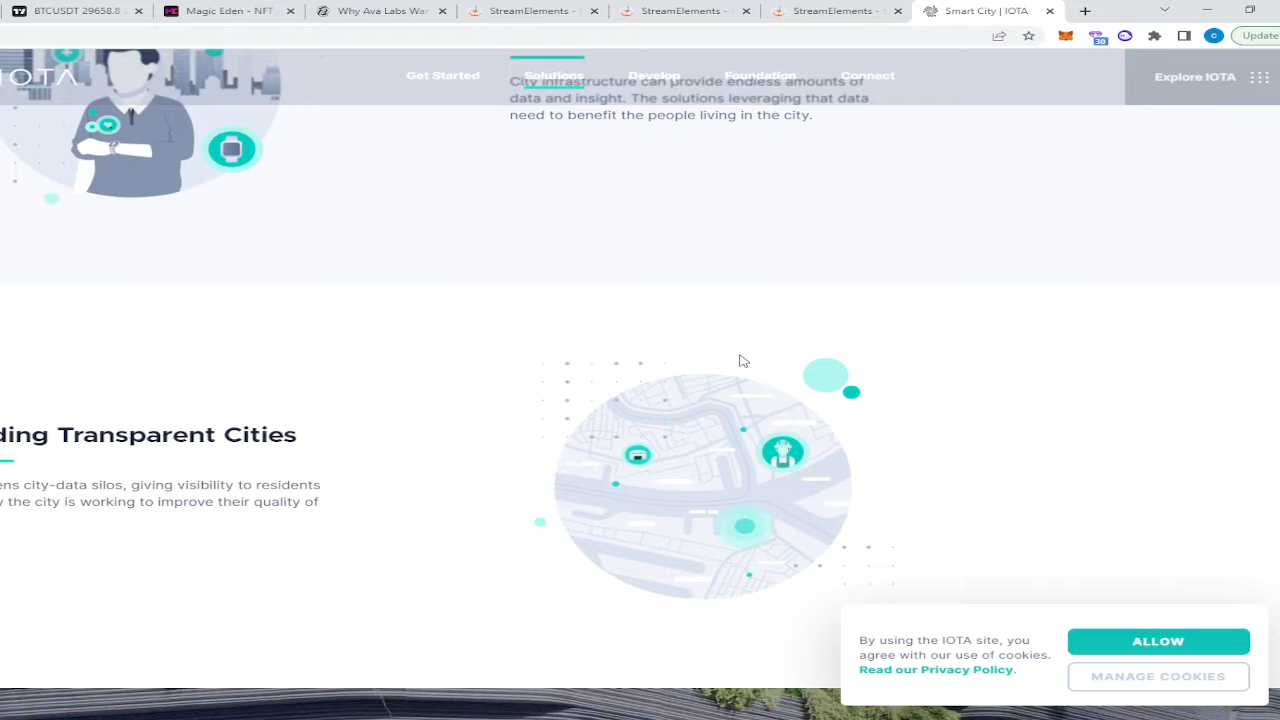 BTCUSDT 29658.8
Magic Eden - NFT
Why Ava Labs Wan
StreamElements -
StreamElements -
StreamElements -
Smart City | IOTA
30
C
Update
IOTA
Get Started
Solutions
Develop
Foundation
Connect
Explore IOTA
City infrastructure can provide endless amounts of
data and insight. The solutions leveraging that data
need to benefit the people living in the city.
ding Transparent Cities
ens city-data silos, giving visibility to residents
y the city is working to improve their quality of
By using the IOTA site, you
agree with our use of cookies.
Read our Privacy Policy.
ALLOW
MANAGE COOKIES